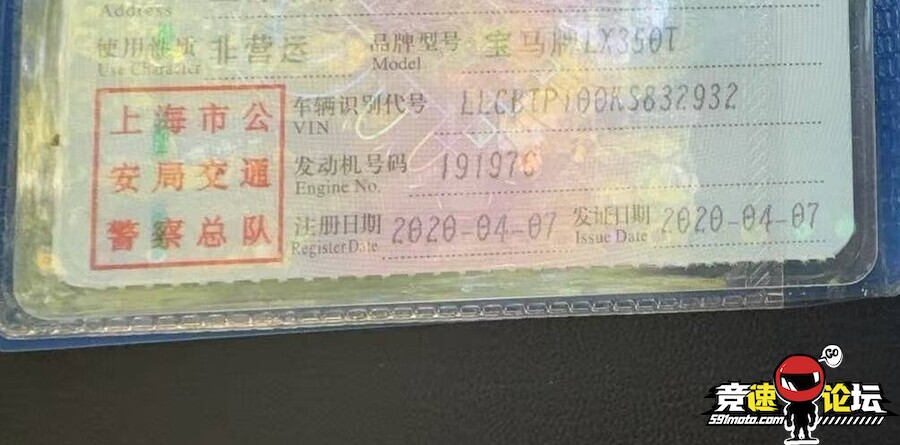 Address
使用性质 非营运 品牌型号 宝马牌LX350T
Use Character Model
上海市公
安局交通
警察总队
车辆识别代号 LLCBTP100KS832932
VIN
发动机号码 191976
Engine No.
注册日期 2020-04-07 发证日期 2020-04-07
Register Date Issue Date
GO
竞速论坛
591moto.com